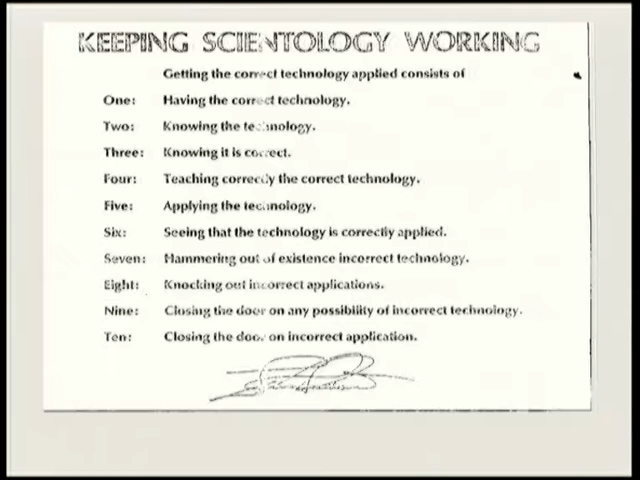 KEEPING SCIENTOLOGY WORKING
Getting the correct technology applied consists of
One: Having the correct technology.
Two: Knowing the technology.
Three: Knowing it is correct.
Four: Teaching correctly the correct technology.
Five: Applying the technology.
Six: Seeing that the technology is correctly applied.
Seven: Hammering out of existence incorrect technology.
Eight: Knocking out incorrect applications.
Nine: Closing the door on any possibility of incorrect technology.
Ten: Closing the door on incorrect application.